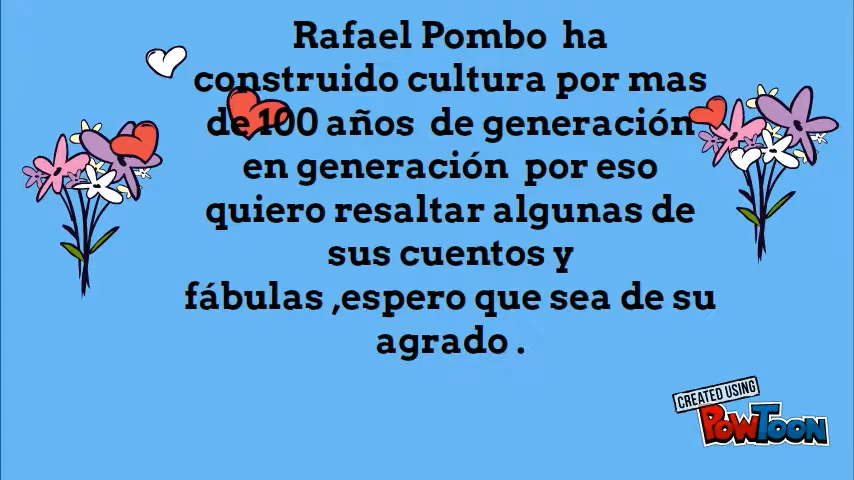 Rafael Pombo ha
construido cultura por mas
de 100 años de generación
en generación por eso
quiero resaltar algunas de
sus cuentos y
fábulas ,espero que sea de su
agrado .
CREATED USING
POWTOON